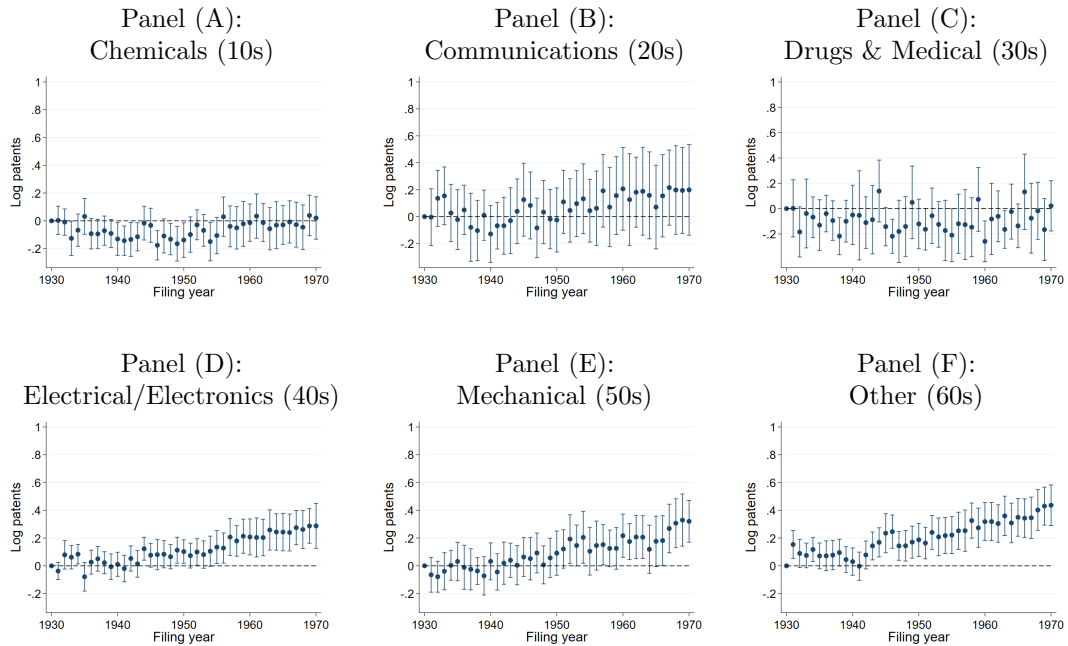 Panel (A):
Chemicals (10s)
1
.8
.6
.4
.2
0
-.2
Log patents
1930 1940 1950 1960 1970
Filing year
Panel (B):
Communications (20s)
1
.8
.6
.4
.2
0
-.2
Log patents
1930 1940 1950 1960 1970
Filing year
Panel (C):
Drugs & Medical (30s)
1
.8
.6
.4
.2
0
-.2
Log patents
1930 1940 1950 1960 1970
Filing year
Panel (D):
Electrical/Electronics (40s)
1
.8
.6
.4
.2
0
-.2
Log patents
1930 1940 1950 1960 1970
Filing year
Panel (E):
Mechanical (50s)
1
.8
.6
.4
.2
0
-.2
Log patents
1930 1940 1950 1960 1970
Filing year
Panel (F):
Other (60s)
1
.8
.6
.4
.2
0
-.2
Log patents
1930 1940 1950 1960 1970
Filing year